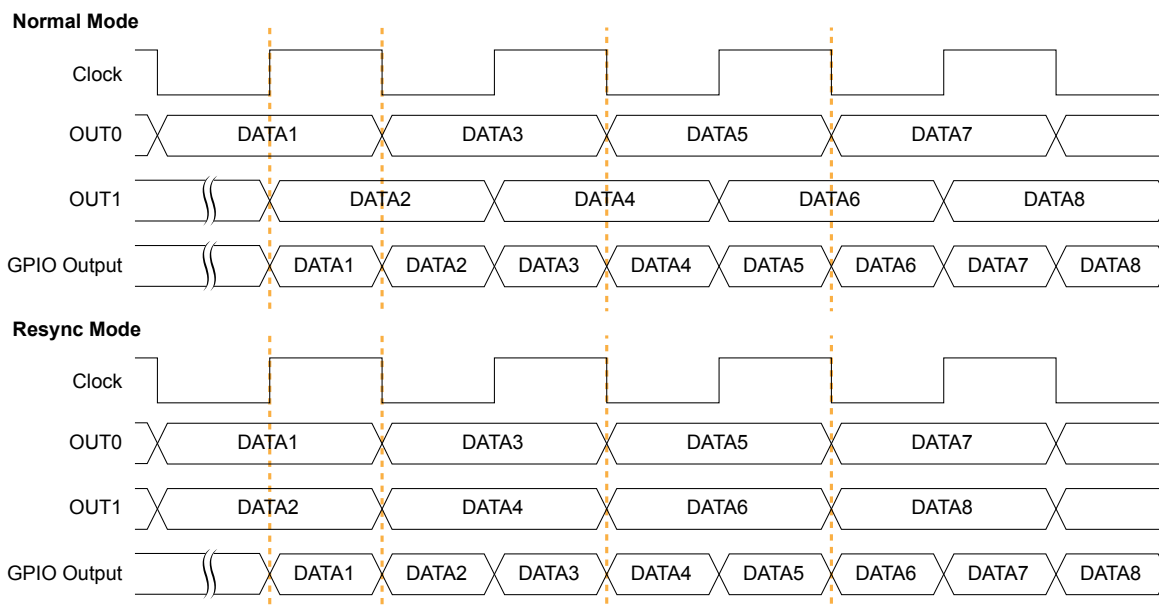 Normal Mode
Clock
OUT0 DATA1 DATA3 DATA5 DATA7
OUT1 DATA2 DATA4 DATA6 DATA8
GPIO Output DATA1 DATA2 DATA3 DATA4 DATA5 DATA6 DATA7 DATA8
Resync Mode
Clock
OUT0 DATA1 DATA3 DATA5 DATA7
OUT1 DATA2 DATA4 DATA6 DATA8
GPIO Output DATA1 DATA2 DATA3 DATA4 DATA5 DATA6 DATA7 DATA8